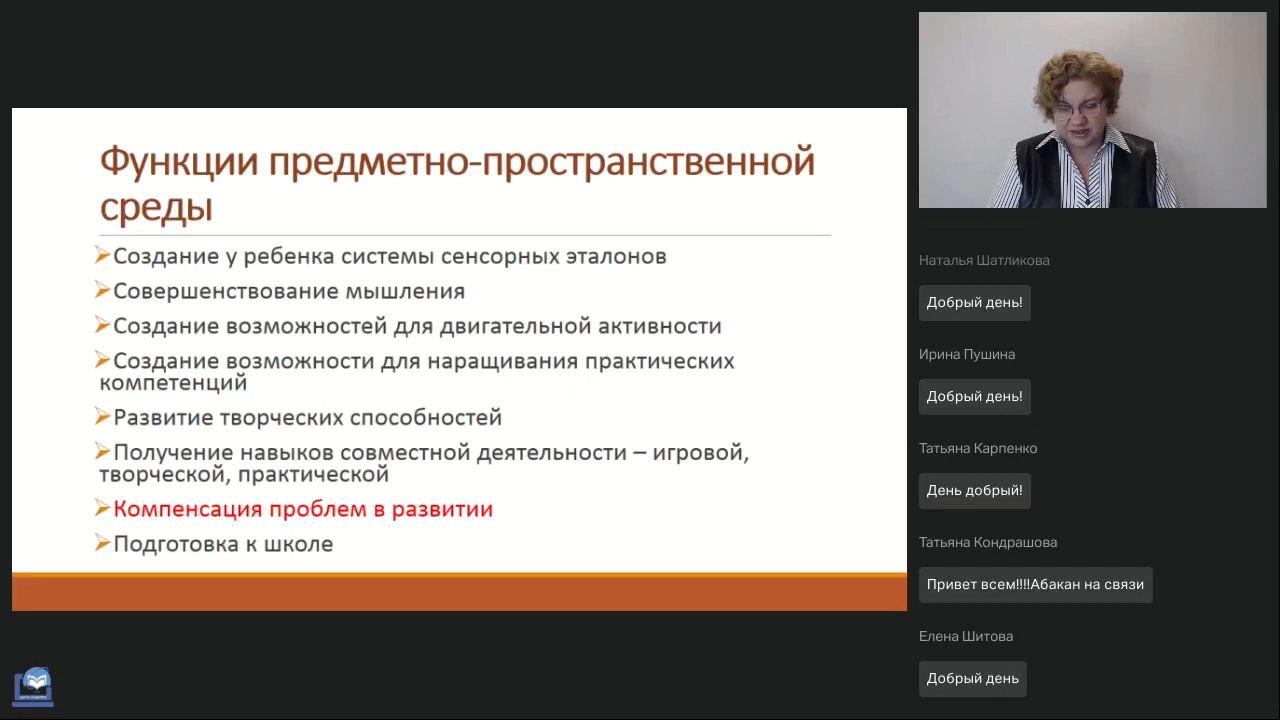 Функции предметно-пространственной
среды
Создание у ребенка системы сенсорных эталонов
Совершенствование мышления
Создание возможностей для двигательной активности
Создание возможности для наращивания практических
компетенций
Развитие творческих способностей
Получение навыков совместной деятельности – игровой,
творческой, практической
Компенсация проблем в развитии
Подготовка к школе
Наталья Шатликова
Добрый день!
Ирина Пушина
Добрый день!
Татьяна Карпенко
День добрый!
Татьяна Кондрашова
Привет всем!!!!Абакан на связи
Елена Шитова
Добрый день